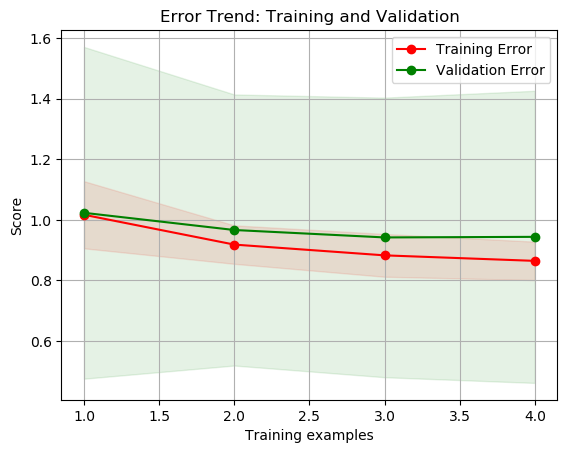 Error Trend: Training and Validation
Training Error
Validation Error
Score
1.6
1.4
1.2
1.0
0.8
0.6
1.0 1.5 2.0 2.5 3.0 3.5 4.0
Training examples